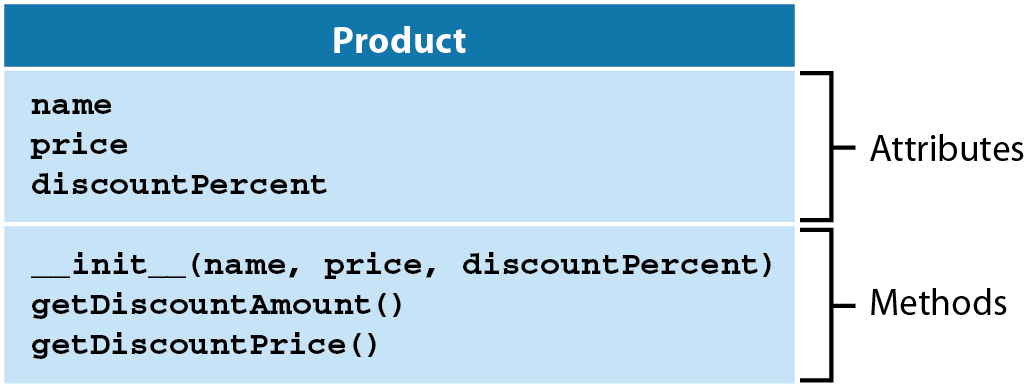 Product
name
price
discountPercent
Attributes
__init__(name, price, discountPercent)
getDiscountAmount()
getDiscountPrice()
Methods